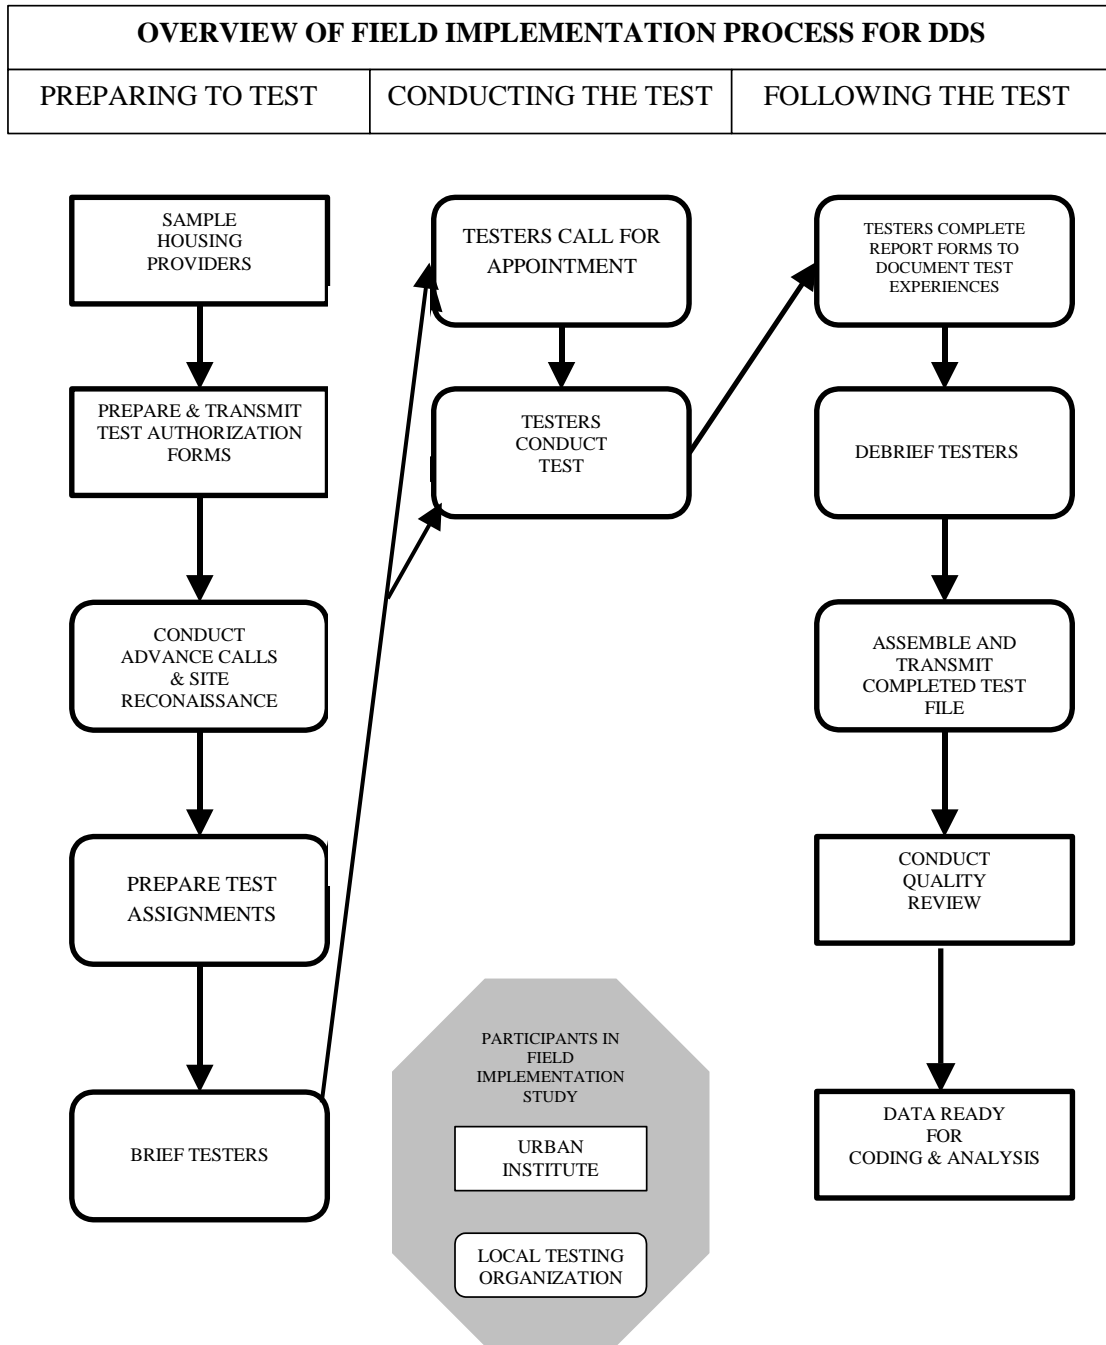 OVERVIEW OF FIELD IMPLEMENTATION PROCESS FOR DDS
PREPARING TO TEST
CONDUCTING THE TEST
FOLLOWING THE TEST
SAMPLE
HOUSING
PROVIDERS
PREPARE & TRANSMIT
TEST AUTHORIZATION
FORMS
CONDUCT
ADVANCE CALLS
& SITE
RECONAISSANCE
PREPARE TEST
ASSIGNMENTS
BRIEF TESTERS
TESTERS CALL FOR
APPOINTMENT
TESTERS
CONDUCT
TEST
PARTICIPANTS IN
FIELD
IMPLEMENTATION
STUDY
URBAN
INSTITUTE
LOCAL TESTING
ORGANIZATION
TESTERS COMPLETE
REPORT FORMS TO
DOCUMENT TEST
EXPERIENCES
DEBRIEF TESTERS
ASSEMBLE AND
TRANSMIT
COMPLETED TEST
FILE
CONDUCT
QUALITY
REVIEW
DATA READY
FOR
CODING & ANALYSIS